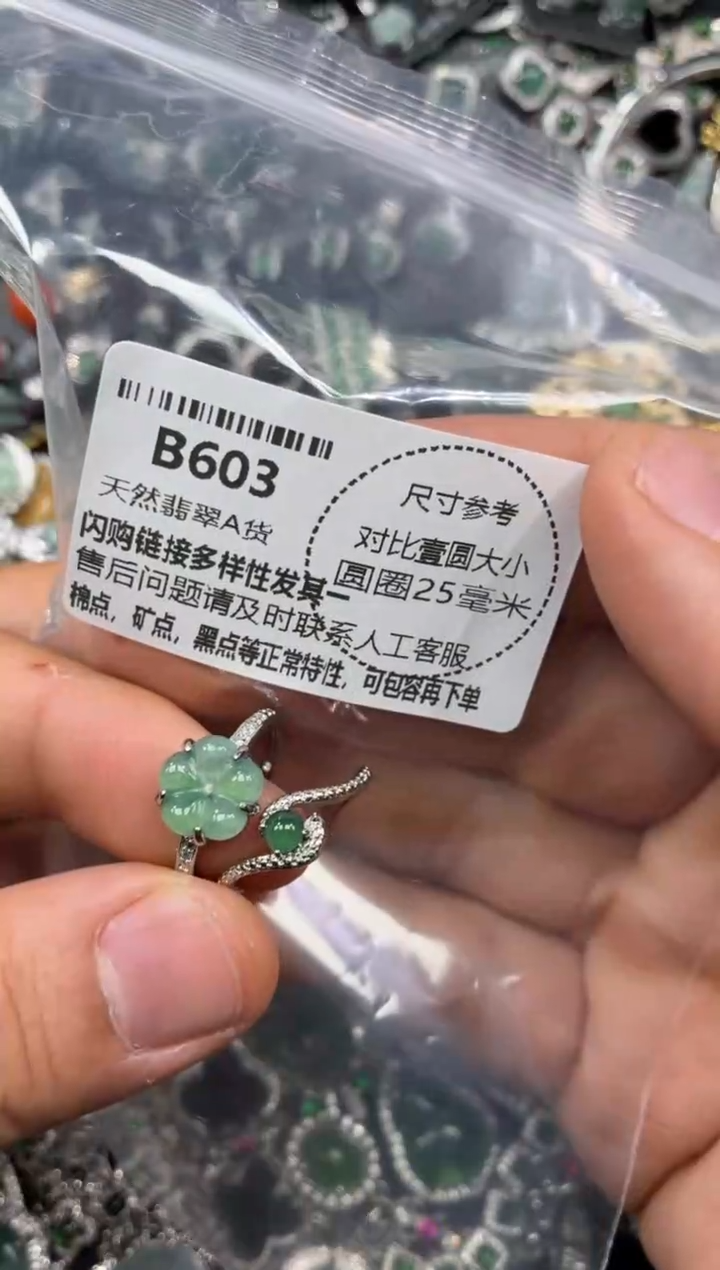 B603
天然翡翠A货
闪购链接多样性发其一
售后问题请及时联系人工客服
棉点，矿点，黑点等正常特性，可包容再下单
尺寸参考
对比壹圆大小
圆圈25毫米